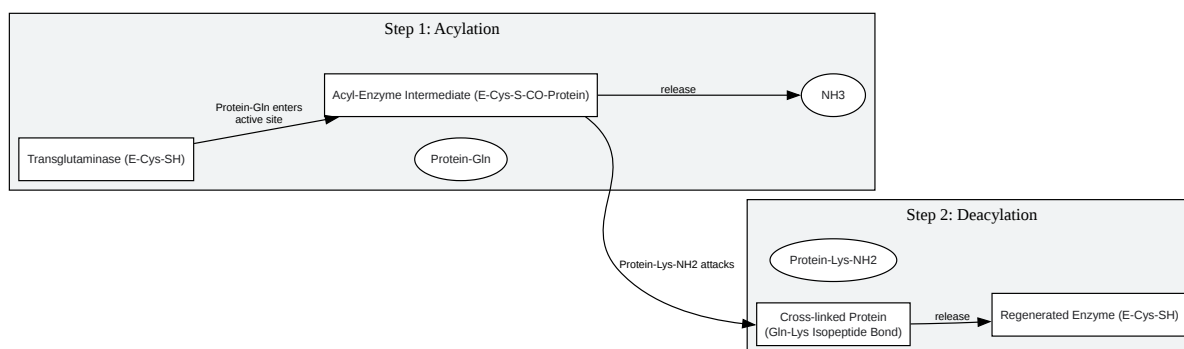 Step 1: Acylation
Acyl-Enzyme Intermediate (E-Cys-S-CO-Protein)
release
NH3
Protein-Gln enters
active site
Transglutaminase (E-Cys-SH)
Protein-Gln
Step 2: Deacylation
Protein-Lys-NH2 attacks
Protein-Lys-NH2
Cross-linked Protein
(Gln-Lys Isopeptide Bond)
release
Regenerated Enzyme (E-Cys-SH)